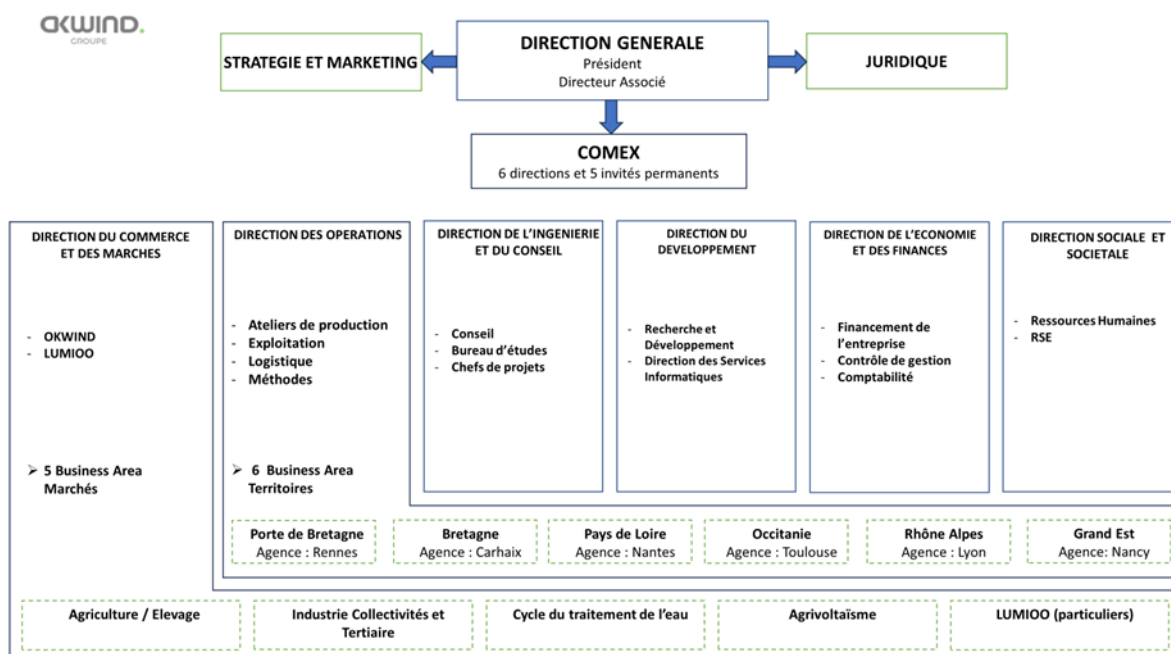 OKWIND.
GROUPE
STRATEGIE ET MARKETING
DIRECTION GENERALE
Président
Directeur Associé
JURIDIQUE
COMEX
6 directions et 5 invités permanents
DIRECTION DU COMMERCE
ET DES MARCHES
- OKWIND
- LUMIOO
➢ 5 Business Area
Marchés
DIRECTION DES OPERATIONS
- Ateliers de production
- Exploitation
- Logistique
- Méthodes
➢ 6 Business Area
Territoires
DIRECTION DE L’INGENIERIE
ET DU CONSEIL
- Conseil
- Bureau d’études
- Chefs de projets
DIRECTION DU
DEVELOPPEMENT
- Recherche et
Développement
- Direction des Services
Informatiques
DIRECTION DE L’ECONOMIE
ET DES FINANCES
- Financement de
l’entreprise
- Contrôle de gestion
- Comptabilité
DIRECTION SOCIALE ET
SOCIETALE
- Ressources Humaines
- RSE
Porte de Bretagne
Agence : Rennes
Bretagne
Agence : Carhaix
Pays de Loire
Agence : Nantes
Occitanie
Agence : Toulouse
Rhône Alpes
Agence : Lyon
Grand Est
Agence: Nancy
Agriculture / Elevage
Industrie Collectivités et
Tertiaire
Cycle du traitement de l’eau
Agrivoltaïsme
LUMIOO (particuliers)